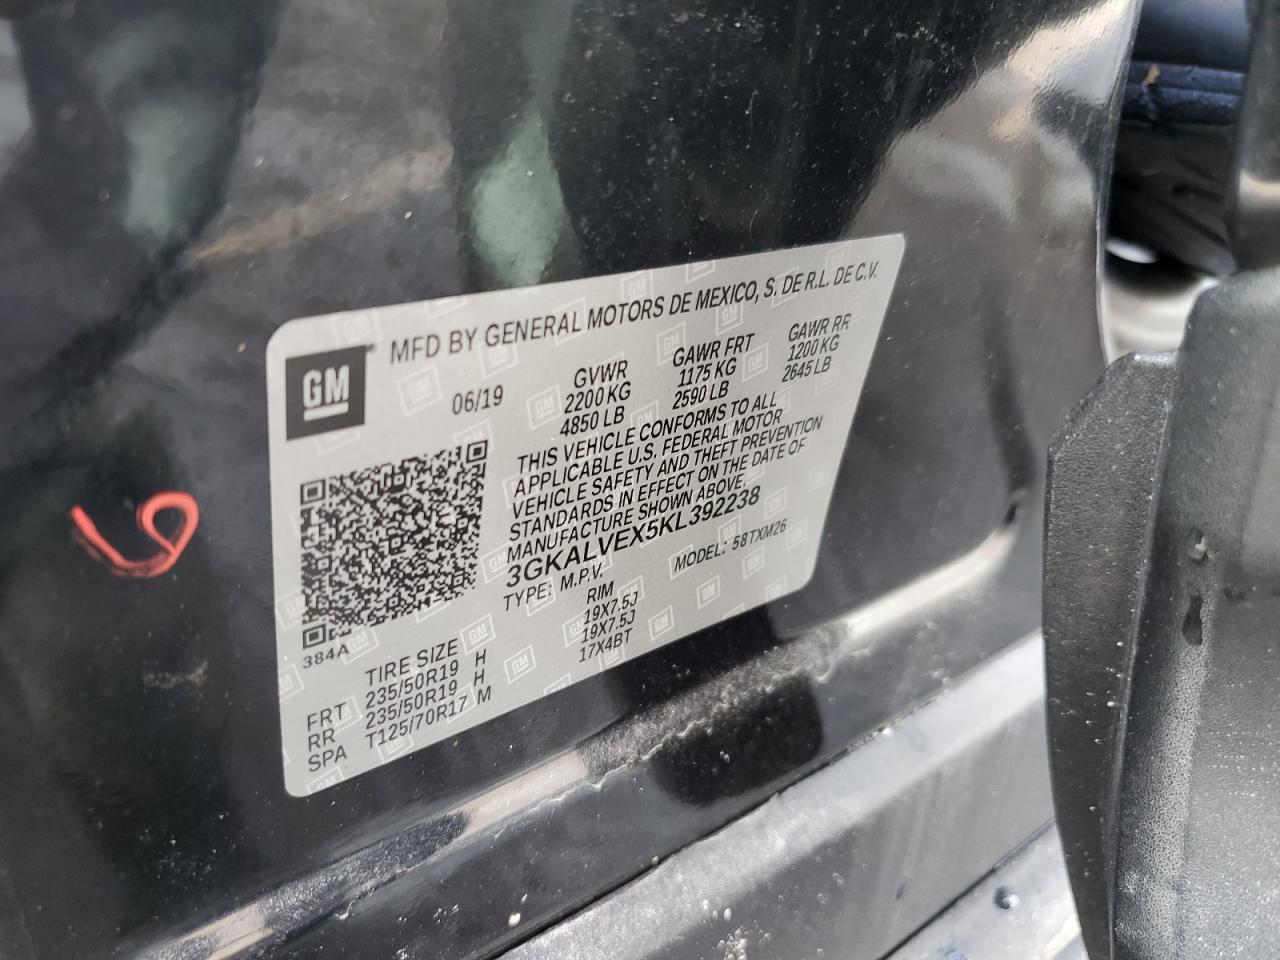 MFD BY GENERAL MOTORS DE MEXICO, S. DE R.L. DE C.V.
GM
06/19
GVWR
2200 KG
4850 LB
GAWR FRT
1175 KG
2590 LB
GAWR RR
1200 KG
2645 LB
THIS VEHICLE CONFORMS TO ALL
APPLICABLE U.S. FEDERAL MOTOR
VEHICLE SAFETY AND THEFT PREVENTION
STANDARDS IN EFFECT ON THE DATE OF
MANUFACTURE SHOWN ABOVE.
3GKALVEX5KL392238
TYPE: M.P.V. MODEL: 58TXM26
384A
TIRE SIZE RIM
FRT 235/50R19 H 19X7.5J
RR 235/50R19 H 19X7.5J
SPA T125/70R17 M 17X4BT